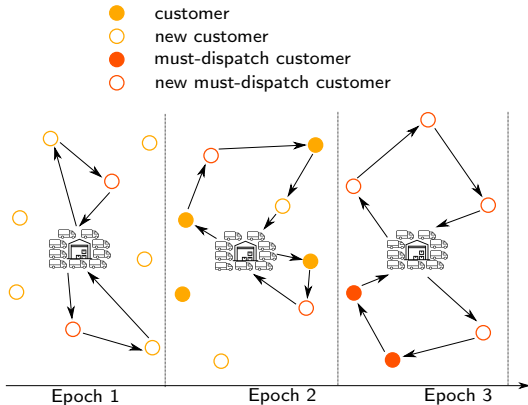 customer
new customer
must-dispatch customer
new must-dispatch customer
Epoch 1
Epoch 2
Epoch 3